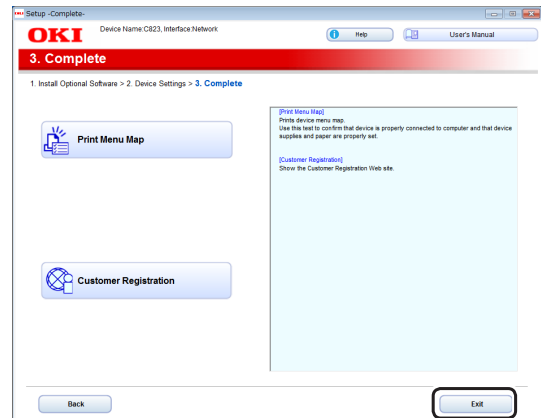 Setup -Complete-
OKI
Device Name:C823, Interface:Network
Help
User's Manual
3. Complete
1. Install Optional Software > 2. Device Settings > 3. Complete
Print Menu Map
[Print Menu Map]
Prints device menu map.
Use this test to confirm that device is properly connected to computer and that device
supplies and paper are properly set.
[Customer Registration]
Show the Customer Registration Web site.
Customer Registration
Back
Exit